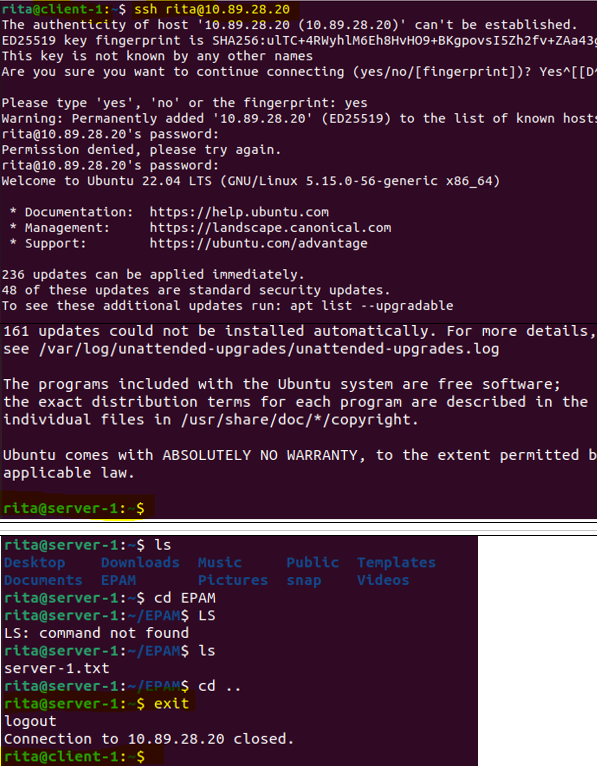 rita@client-1:~$ ssh rita@10.89.28.20
The authenticity of host '10.89.28.20 (10.89.28.20)' can't be established.
ED25519 key fingerprint is SHA256:ulTC+4RWyhlM6Eh8HvHO9+BKgpovsI5Zh2fv+ZAa43g
This key is not known by any other names
Are you sure you want to continue connecting (yes/no/[fingerprint])? Yes^[[D^
Please type 'yes', 'no' or the fingerprint: yes
Warning: Permanently added '10.89.28.20' (ED25519) to the list of known hosts
rita@10.89.28.20's password:
Permission denied, please try again.
rita@10.89.28.20's password:
Welcome to Ubuntu 22.04 LTS (GNU/Linux 5.15.0-56-generic x86_64)
* Documentation:  https://help.ubuntu.com
* Management:     https://landscape.canonical.com
* Support:        https://ubuntu.com/advantage
236 updates can be applied immediately.
48 of these updates are standard security updates.
To see these additional updates run: apt list --upgradable
161 updates could not be installed automatically. For more details,
see /var/log/unattended-upgrades/unattended-upgrades.log
The programs included with the Ubuntu system are free software;
the exact distribution terms for each program are described in the
individual files in /usr/share/doc/*/copyright.
Ubuntu comes with ABSOLUTELY NO WARRANTY, to the extent permitted b
applicable law.
rita@server-1:~$
rita@server-1:~$ ls
Desktop    Downloads  Music     Public  Templates
Documents  EPAM       Pictures  snap    Videos
rita@server-1:~$ cd EPAM
rita@server-1:~/EPAM$ LS
LS: command not found
rita@server-1:~/EPAM$ ls
server-1.txt
rita@server-1:~/EPAM$ cd ..
rita@server-1:~$ exit
logout
Connection to 10.89.28.20 closed.
rita@client-1:~$